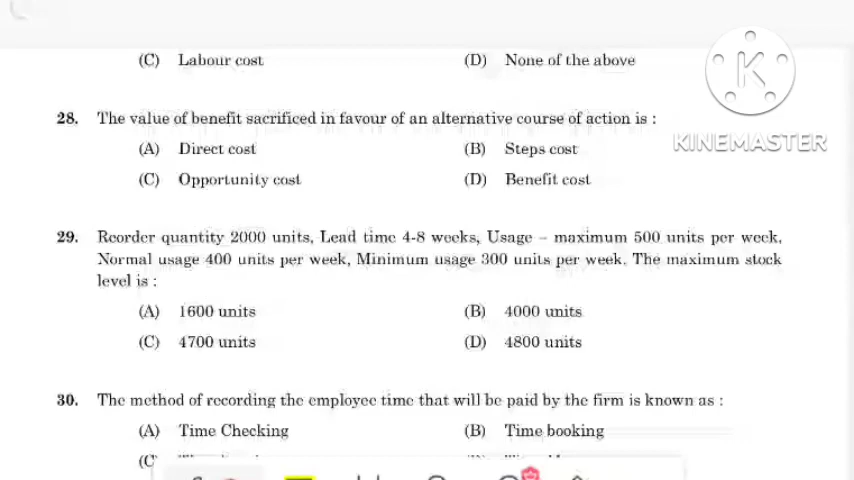 (C) Labour cost (D) None of the above
KINEMASTER
28. The value of benefit sacrificed in favour of an alternative course of action is :
(A) Direct cost (B) Steps cost
(C) Opportunity cost (D) Benefit cost
29. Reorder quantity 2000 units, Lead time 4-8 weeks, Usage – maximum 500 units per week,
Normal usage 400 units per week, Minimum usage 300 units per week. The maximum stock
level is :
(A) 1600 units (B) 4000 units
(C) 4700 units (D) 4800 units
30. The method of recording the employee time that will be paid by the firm is known as :
(A) Time Checking (B) Time booking
(C